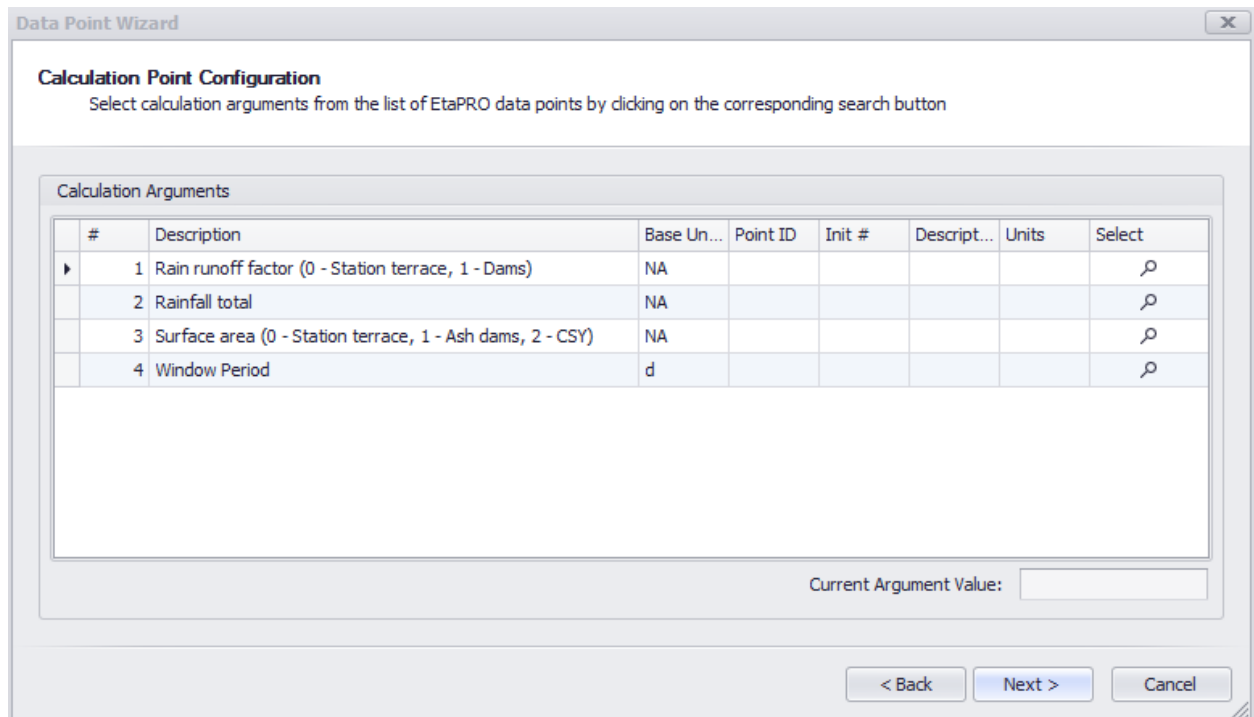 Data Point Wizard
Calculation Point Configuration
Select calculation arguments from the list of EtaPRO data points by clicking on the corresponding search button
Calculation Arguments
# Description Base Un... Point ID Init # Descript... Units Select
1 Rain runoff factor (0 - Station terrace, 1 - Dams) NA
2 Rainfall total NA
3 Surface area (0 - Station terrace, 1 - Ash dams, 2 - CSY) NA
4 Window Period d
Current Argument Value:
< Back Next > Cancel